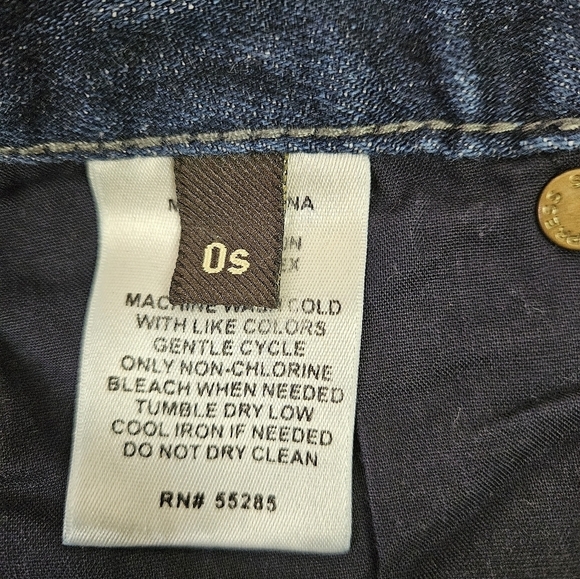 0s
MACHINE WASH COLD
WITH LIKE COLORS
GENTLE CYCLE
ONLY NON-CHLORINE
BLEACH WHEN NEEDED
TUMBLE DRY LOW
COOL IRON IF NEEDED
DO NOT DRY CLEAN
RN# 55285